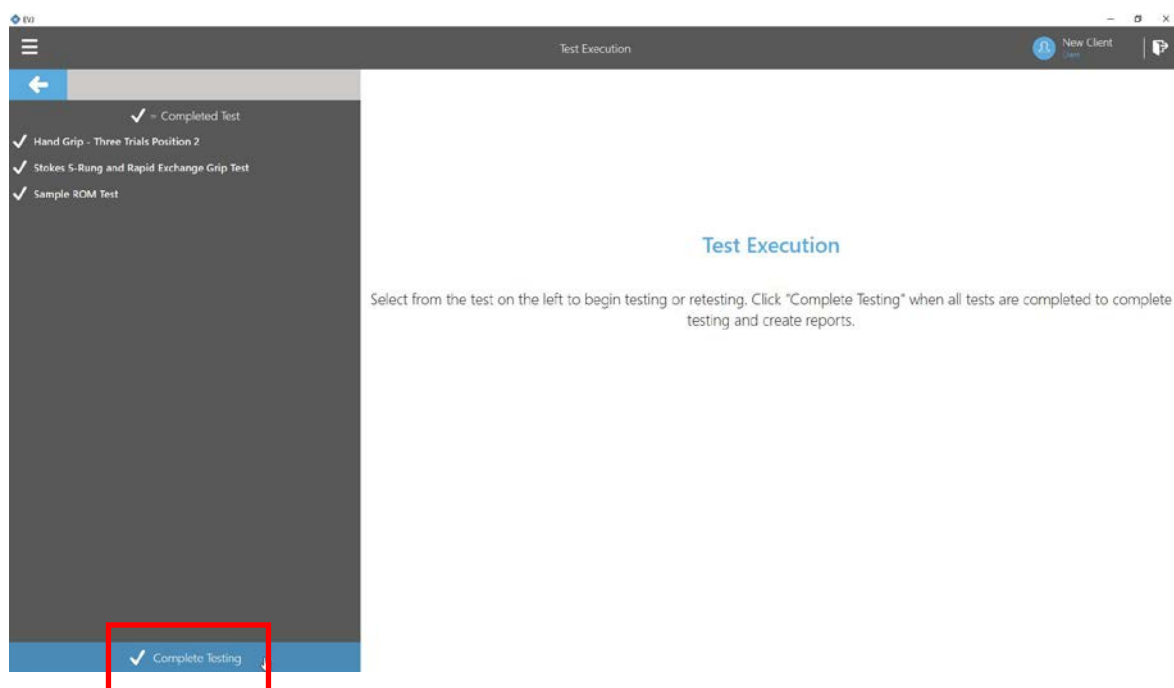 EVJ
Test Execution
New Client
Client
✓ = Completed Test
Hand Grip - Three Trials Position 2
Stokes 5-Rung and Rapid Exchange Grip Test
Sample ROM Test
Test Execution
Select from the test on the left to begin testing or retesting. Click "Complete Testing" when all tests are completed to complete
testing and create reports.
Complete Testing